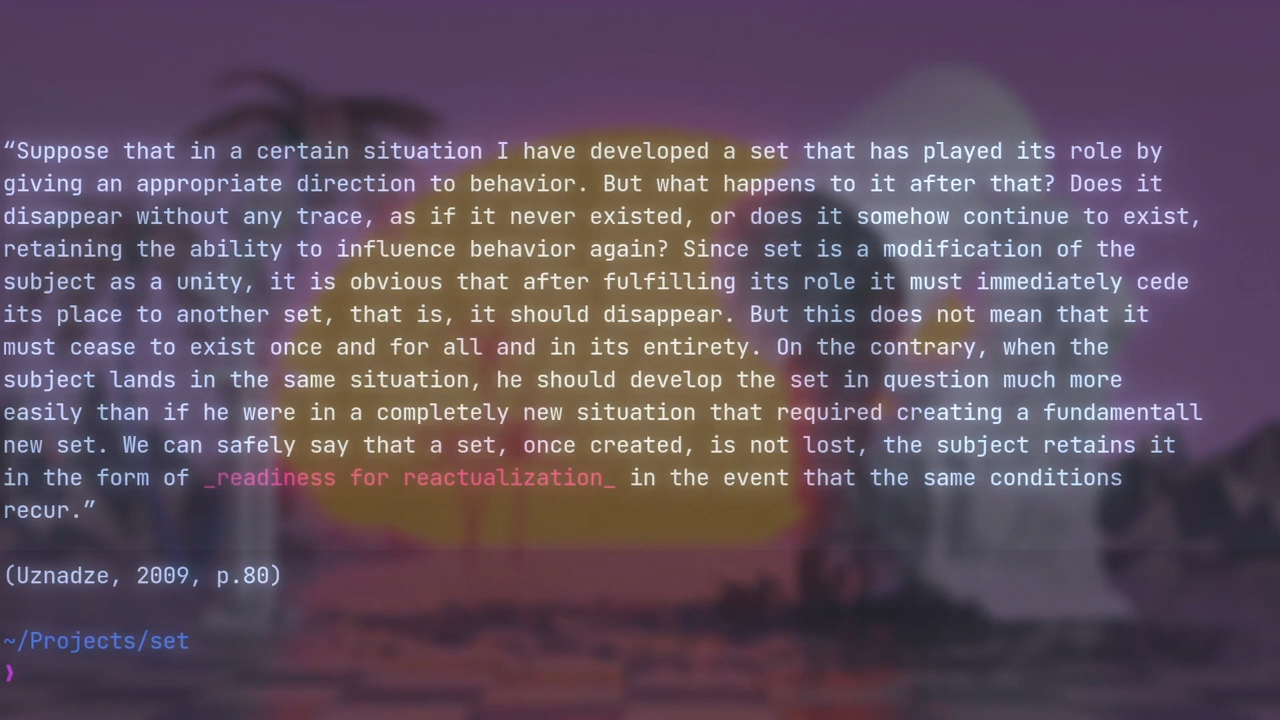 “Suppose that in a certain situation I have developed a set that has played its role by
giving an appropriate direction to behavior. But what happens to it after that? Does it
disappear without any trace, as if it never existed, or does it somehow continue to exist,
retaining the ability to influence behavior again? Since set is a modification of the
subject as a unity, it is obvious that after fulfilling its role it must immediately cede
its place to another set, that is, it should disappear. But this does not mean that it
must cease to exist once and for all and in its entirety. On the contrary, when the
subject lands in the same situation, he should develop the set in question much more
easily than if he were in a completely new situation that required creating a fundamentall
new set. We can safely say that a set, once created, is not lost, the subject retains it
in the form of _readiness for reactualization_ in the event that the same conditions
recur.”
(Uznadze, 2009, p.80)
~/Projects/set
❯